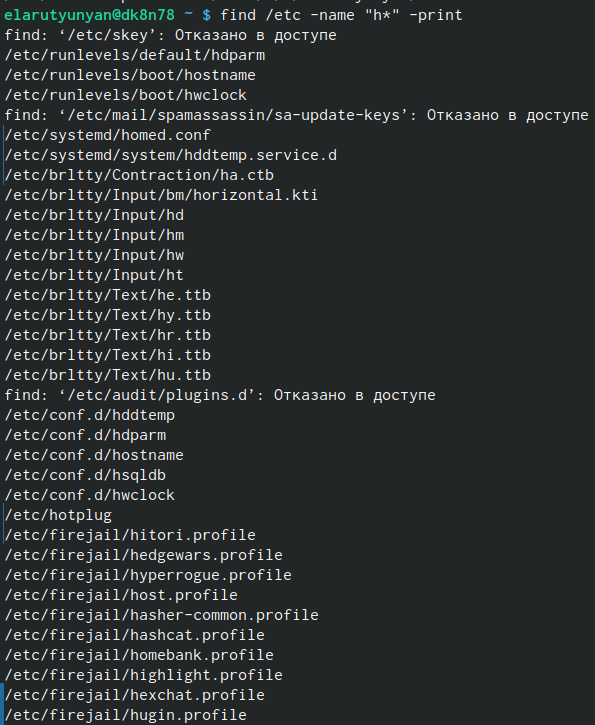 elarutyunyan@dk8n78 ~ $ find /etc -name "h*" -print
find: ‘/etc/skey’: Отказано в доступе
/etc/runlevels/default/hdparm
/etc/runlevels/boot/hostname
/etc/runlevels/boot/hwclock
find: ‘/etc/mail/spamassassin/sa-update-keys’: Отказано в доступе
/etc/systemd/homed.conf
/etc/systemd/system/hddtemp.service.d
/etc/brltty/Contraction/ha.ctb
/etc/brltty/Input/bm/horizontal.kti
/etc/brltty/Input/hd
/etc/brltty/Input/hm
/etc/brltty/Input/hw
/etc/brltty/Input/ht
/etc/brltty/Text/he.ttb
/etc/brltty/Text/hy.ttb
/etc/brltty/Text/hr.ttb
/etc/brltty/Text/hi.ttb
/etc/brltty/Text/hu.ttb
find: ‘/etc/audit/plugins.d’: Отказано в доступе
/etc/conf.d/hddtemp
/etc/conf.d/hdparm
/etc/conf.d/hostname
/etc/conf.d/hsqldb
/etc/conf.d/hwclock
/etc/hotplug
/etc/firejail/hitori.profile
/etc/firejail/hedgewars.profile
/etc/firejail/hyperrogue.profile
/etc/firejail/host.profile
/etc/firejail/hasher-common.profile
/etc/firejail/hashcat.profile
/etc/firejail/homebank.profile
/etc/firejail/highlight.profile
/etc/firejail/hexchat.profile
/etc/firejail/hugin.profile